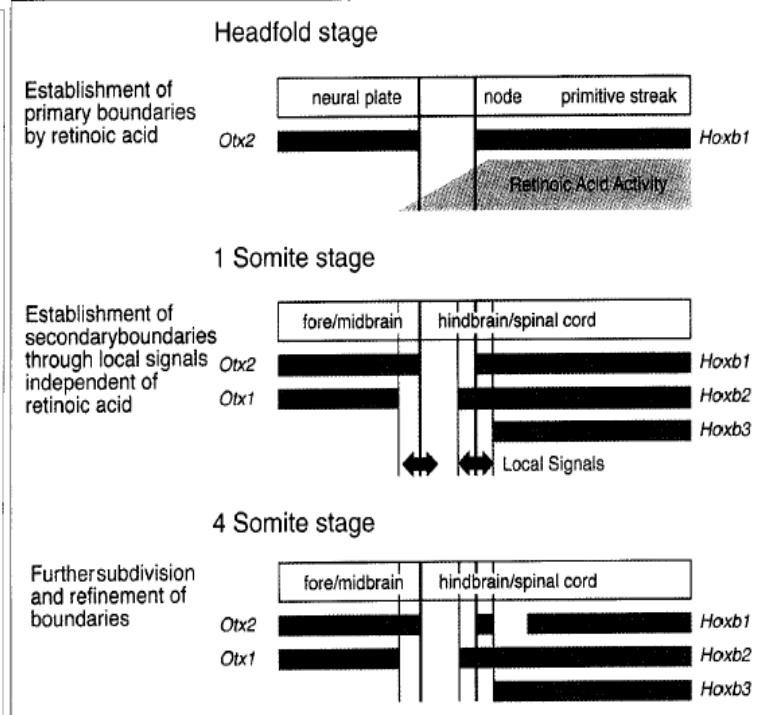 Headfold stage
Establishment of
primary boundaries
by retinoic acid
neural plate node primitive streak
Otx2 Hoxb1
Retinoic Acid Activity
1 Somite stage
Establishment of
secondaryboundaries
through local signals
independent of
retinoic acid
fore/midbrain hindbrain/spinal cord
Otx2 Hoxb1
Otx1 Hoxb2
Hoxb3
Local Signals
4 Somite stage
Furthersubdivision
and refinement of
boundaries
fore/midbrain hindbrain/spinal cord
Otx2 Hoxb1
Otx1 Hoxb2
Hoxb3